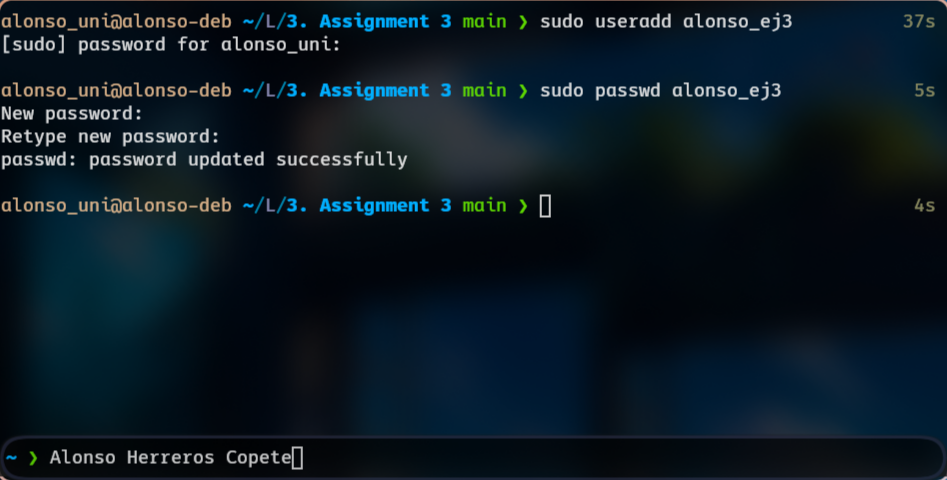 alonso_uni@alonso-deb ~/L/3. Assignment 3 main ❯ sudo useradd alonso_ej3 37s
[sudo] password for alonso_uni:
alonso_uni@alonso-deb ~/L/3. Assignment 3 main ❯ sudo passwd alonso_ej3 5s
New password:
Retype new password:
passwd: password updated successfully
alonso_uni@alonso-deb ~/L/3. Assignment 3 main ❯ 4s
~ ❯ Alonso Herreros Copete